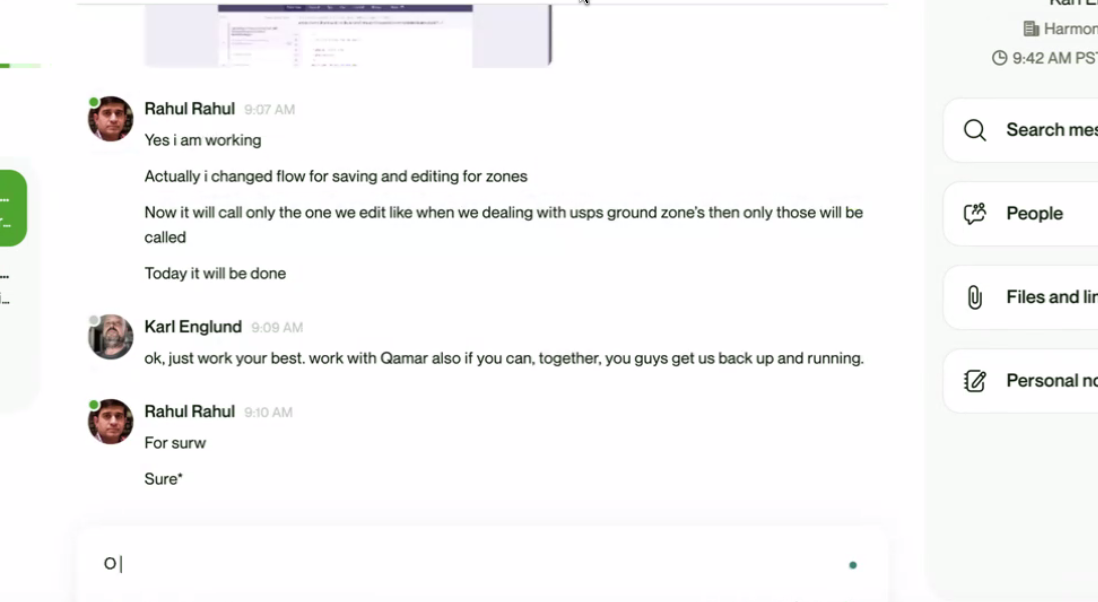 Karl E
Harmon
9:42 AM PST
Rahul Rahul 9:07 AM
Yes i am working
Actually i changed flow for saving and editing for zones
Now it will call only the one we edit like when we dealing with usps ground zone's then only those will be
called
Today it will be done
Karl Englund 9:09 AM
ok, just work your best. work with Qamar also if you can, together, you guys get us back up and running.
Rahul Rahul 9:10 AM
For surw
Sure*
O
Search mes
People
Files and lin
Personal no